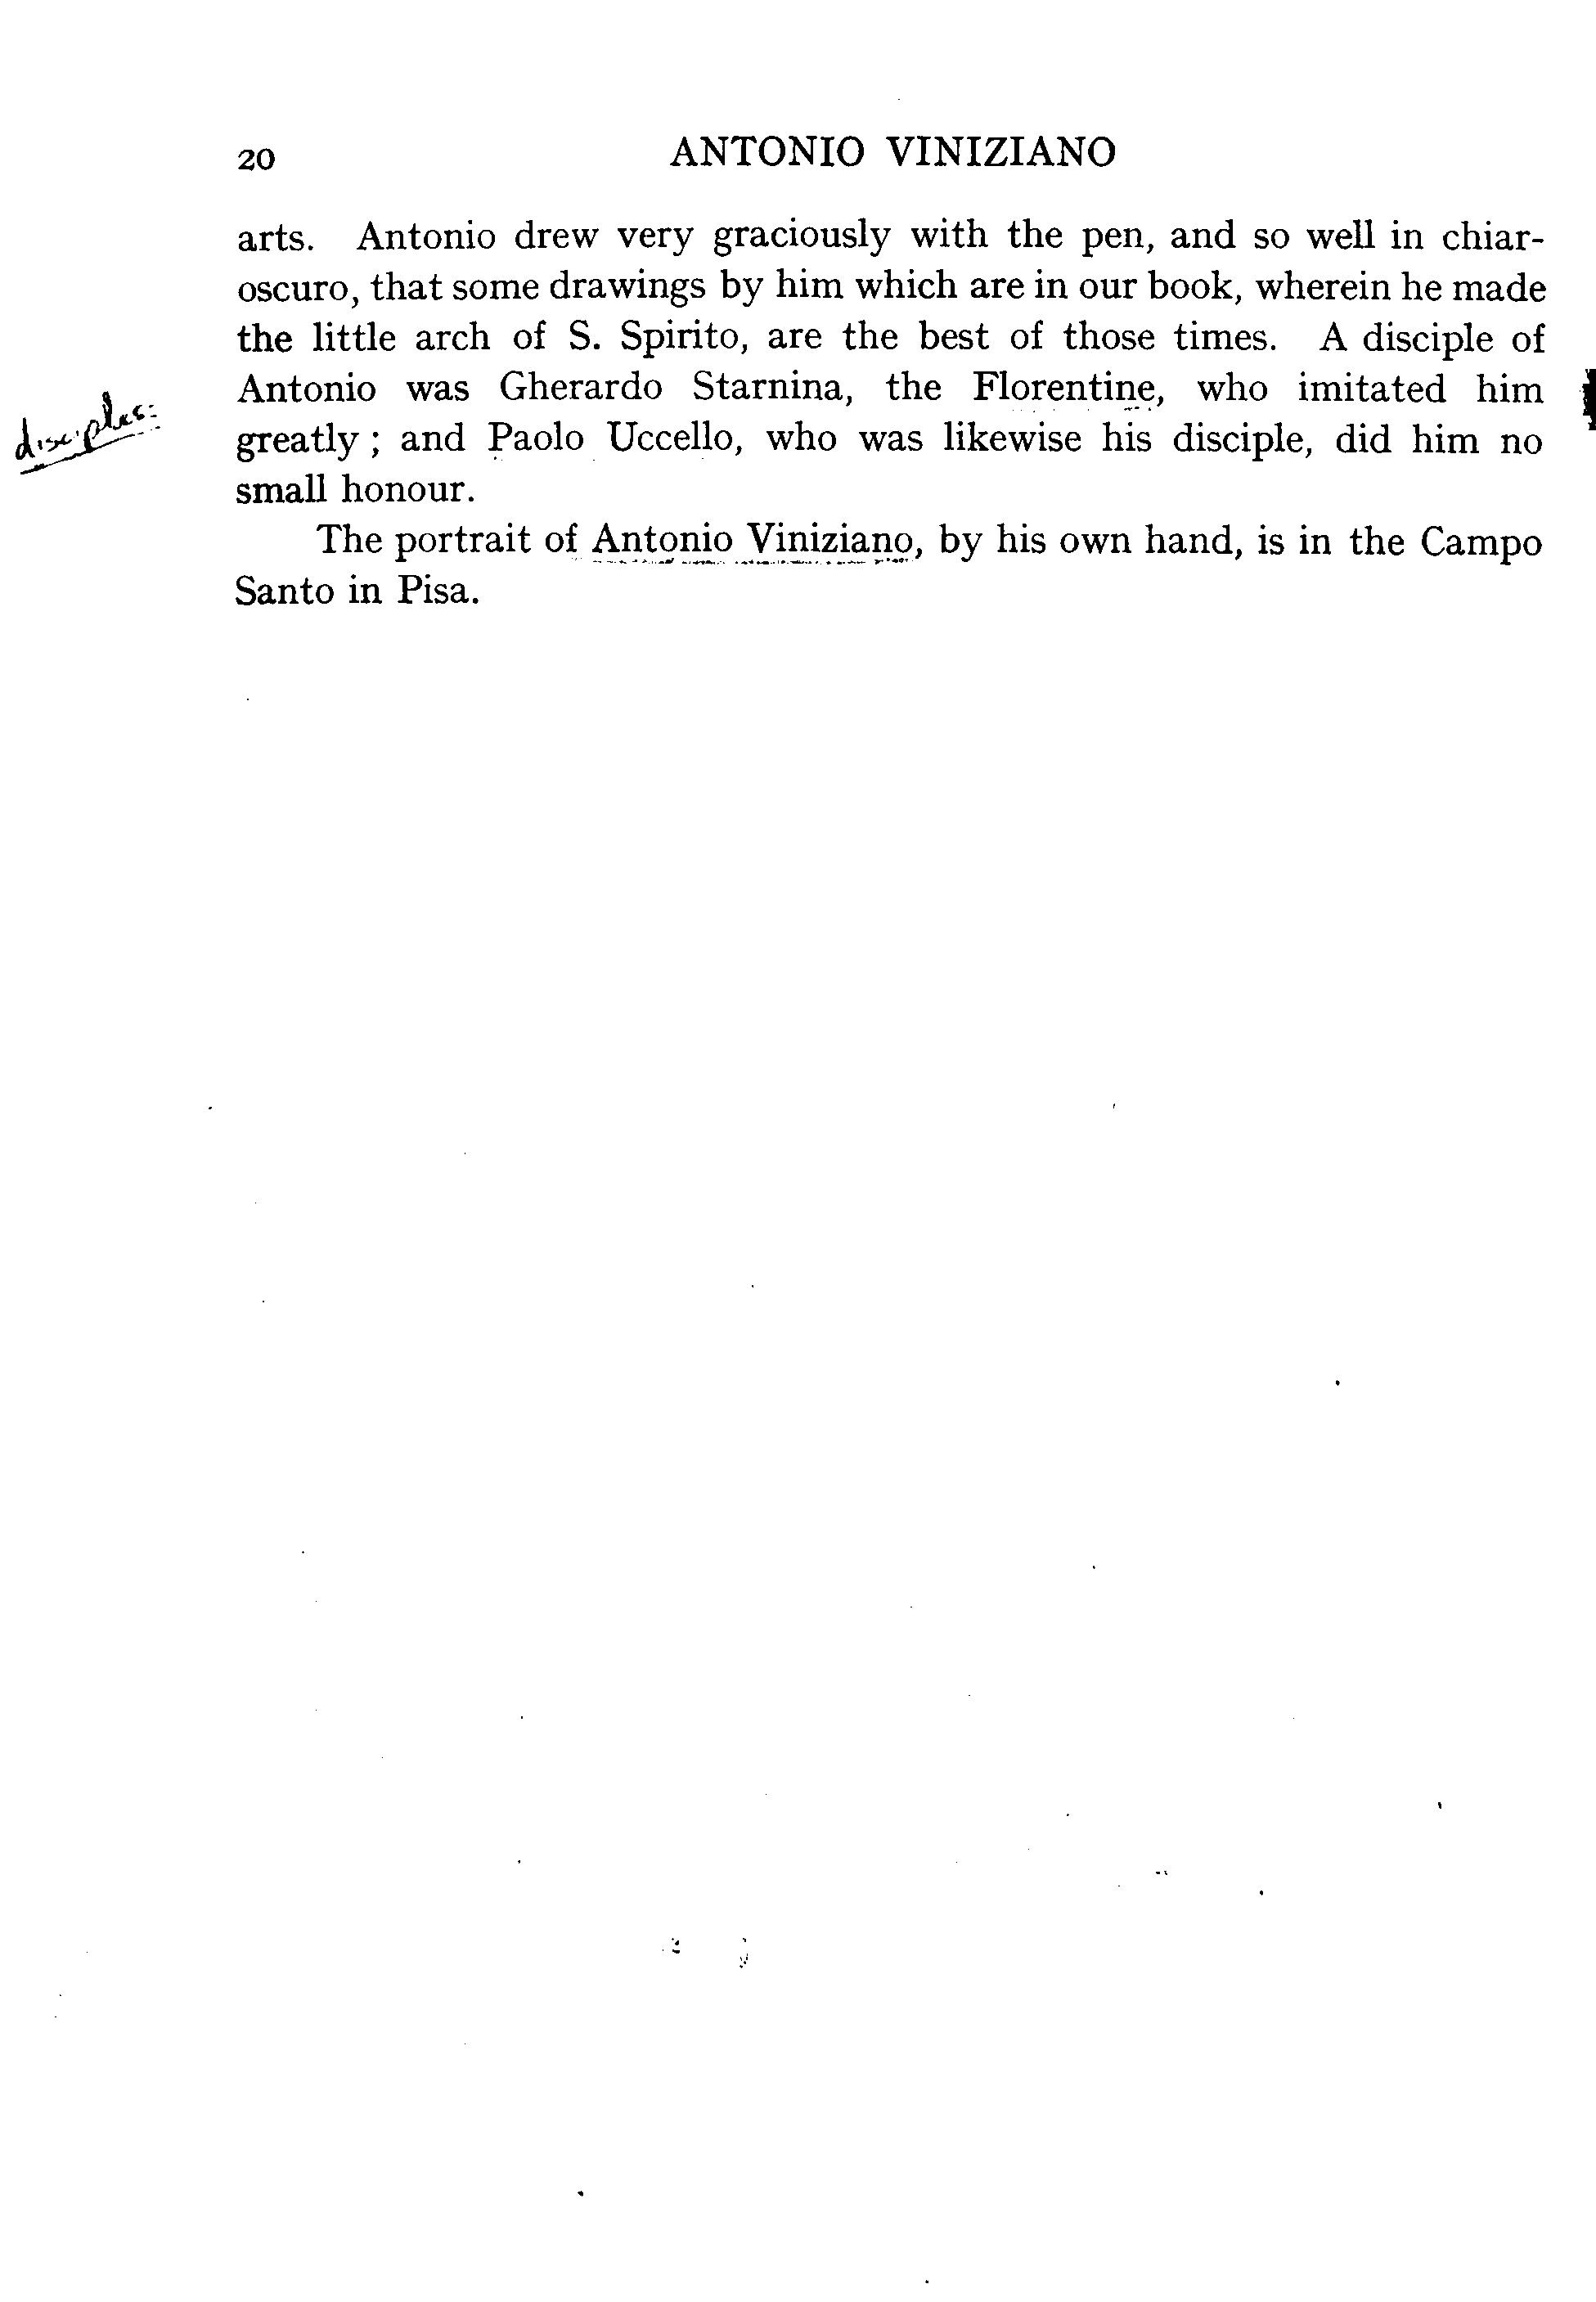 20 ANTONIO VINIZIANO
arts. Antonio drew very graciously with the pen, and so well in chiar-
oscuro, that some drawings by him which are in our book, wherein he made
the little arch of S. Spirito, are the best of those times. A disciple of
Antonio was Gherardo Starnina, the Florentine, who imitated him
disciples:
greatly ; and Paolo Uccello, who was likewise his disciple, did him no
small honour.
The portrait of Antonio Viniziano, by his own hand, is in the Campo
Santo in Pisa.